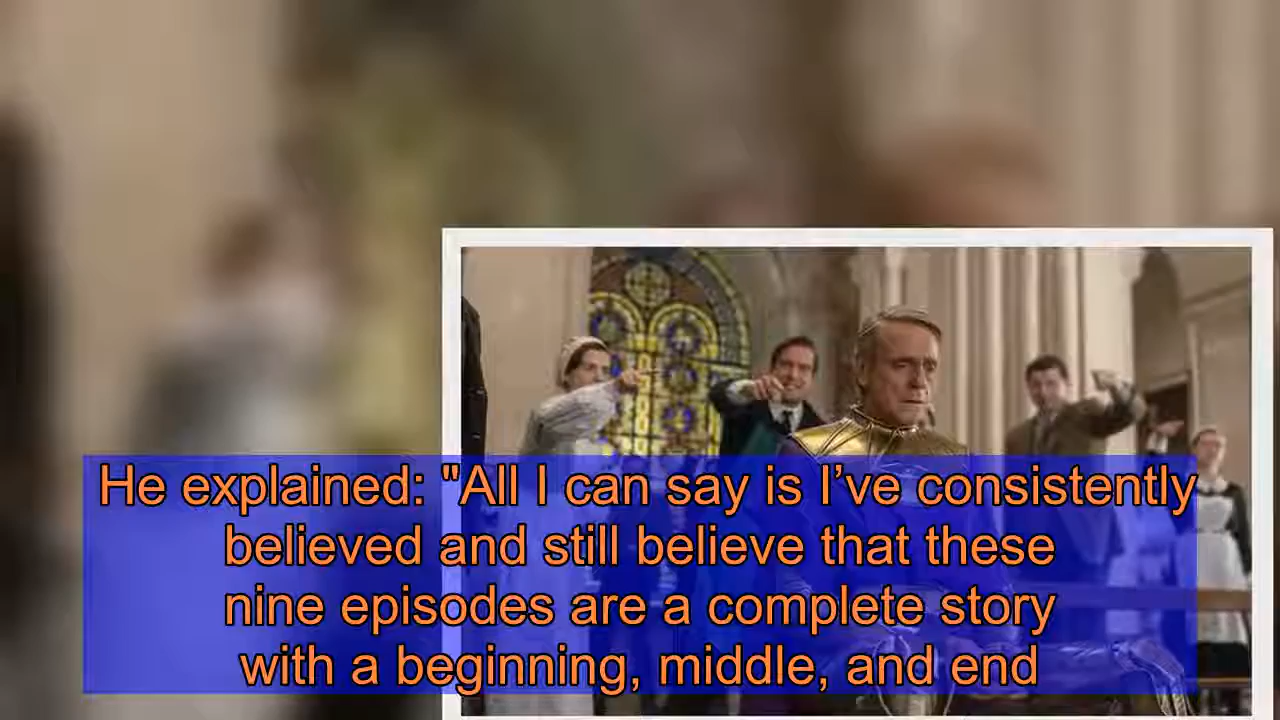 He explained: "All I can say is I’ve consistently
believed and still believe that these
nine episodes are a complete story
with a beginning, middle, and end